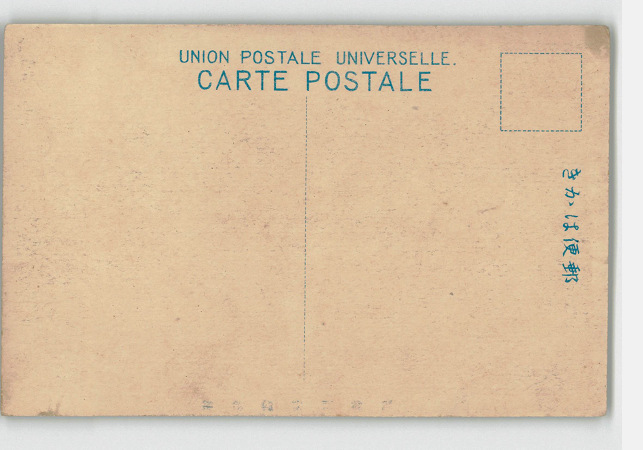 UNION POSTALE UNIVERSELLE.
CARTE POSTALE
きかは便郵